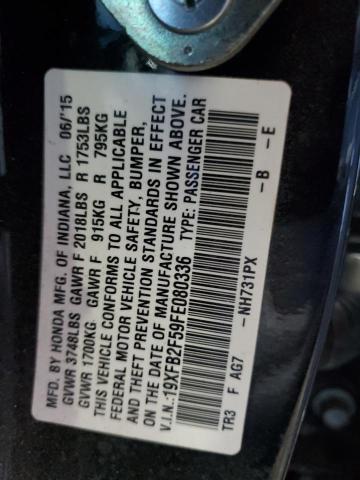 MFD. BY HONDA MFG. OF INDIANA, LLC 06/'15
GVWR 3748LBS GAWR F 2018LBS R 1753LBS
GVWR 1700KG. GAWR F 915KG R 795KG
THIS VEHICLE CONFORMS TO ALL APPLICABLE
FEDERAL MOTOR VEHICLE SAFETY, BUMPER,
AND THEFT PREVENTION STANDARDS IN EFFECT
ON THE DATE OF MANUFACTURE SHOWN ABOVE.
V.I.N.:19XFB2F59FE080336 TYPE: PASSENGER CAR
TR3 F AG7 -NH731PX -B -E